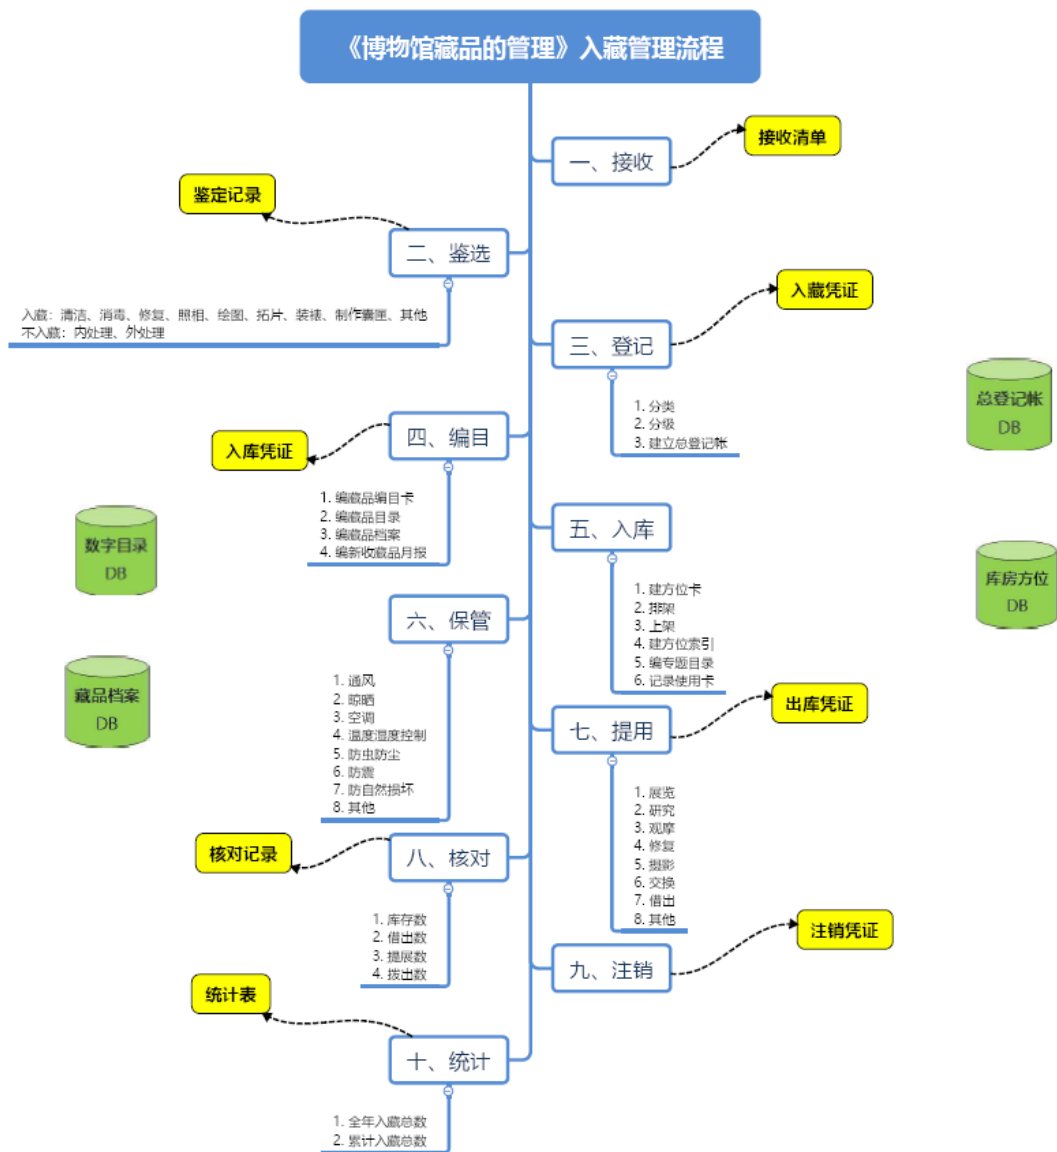 《博物馆藏品的管理》入藏管理流程
一、接收
接收清单
鉴定记录
二、鉴选
入藏：清洁、消毒、修复、照相、绘图、拓片、装裱、制作囊匣、其他
不入藏：内处理、外处理
入藏凭证
三、登记
1. 分类
2. 分级
3. 建立总登记帐
总登记帐
DB
入库凭证
四、编目
1. 编藏品编目卡
2. 编藏品目录
3. 编藏品档案
4. 编新收藏品月报
数字目录
DB
五、入库
1. 建方位卡
2. 排架
3. 上架
4. 建方位索引
5. 编专题目录
6. 记录使用卡
库房方位
DB
六、保管
1. 通风
2. 晾晒
3. 空调
4. 温度湿度控制
5. 防虫防尘
6. 防震
7. 防自然损坏
8. 其他
藏品档案
DB
出库凭证
七、提用
1. 展览
2. 研究
3. 观摩
4. 修复
5. 摄影
6. 交换
7. 借出
8. 其他
核对记录
八、核对
1. 库存数
2. 借出数
3. 提展数
4. 拨出数
注销凭证
九、注销
统计表
十、统计
1. 全年入藏总数
2. 累计入藏总数